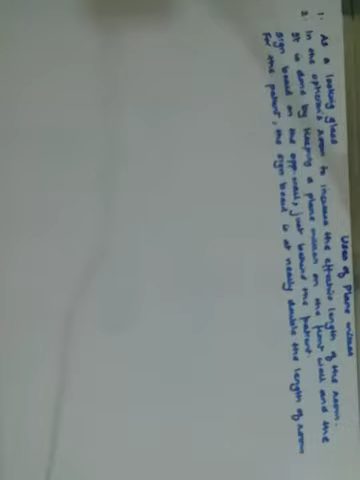 Uses of Plane mirror
1. As a looking glass
2. In the optician's room to increase the effective length of the room.
It is done by keeping a plane mirror on the front wall and the
sign board on the opp. wall, just behind the patient.
For the patient, the sign board is at nearly double the length of room